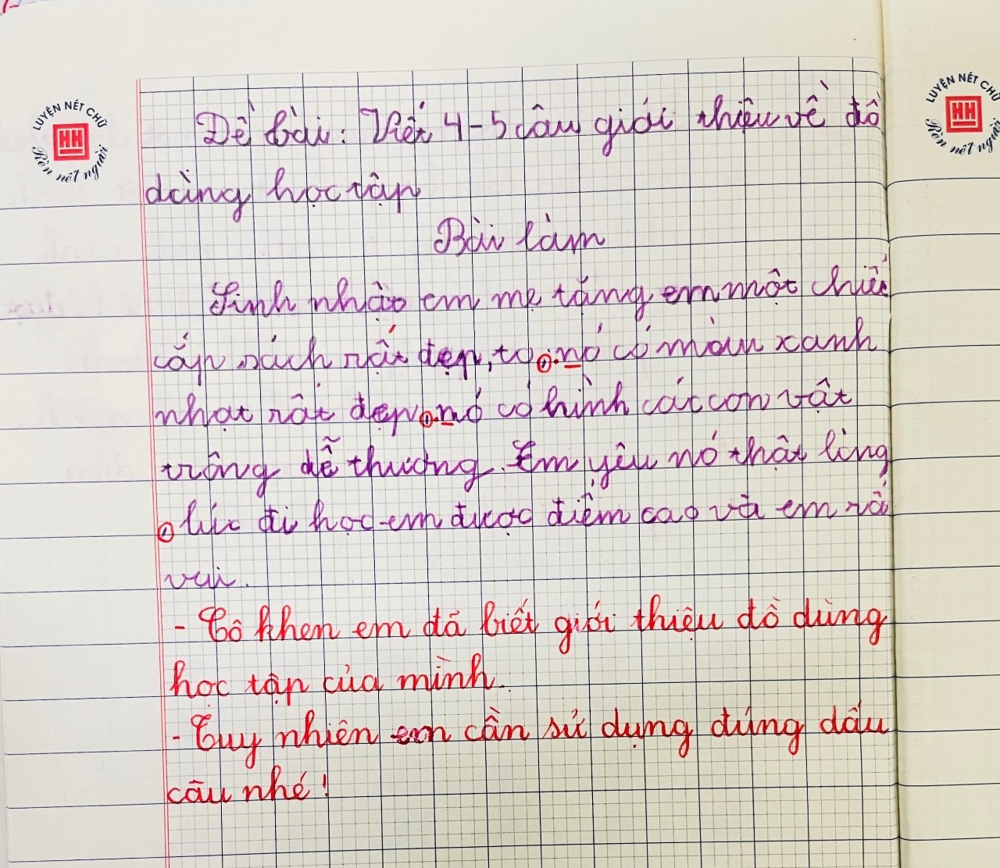 LUYỆN NÉT CHỮ
HH
Rèn nết người
LUYỆN NÉT CHỮ
HH
Rèn nết người
Đề bài: Viết 4-5 câu giới thiệu về đồ
dùng học tập
Bài làm
Sinh nhật em mẹ tặng em một chiếc
cặp sách rất đẹp, to. nó có màu xanh
nhạt rất đẹp. nó có hình cát con vật
trông dễ thương. Em yêu nó thật lòng
lúc đi học em được điểm cao và em rấ
vui.
- Cô khen em đã biết giới thiệu đồ dùng
học tập của mình.
- Tuy nhiên em cần sử dụng đúng dấu
câu nhé!